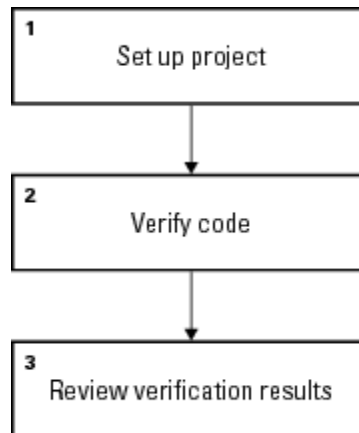 1
Set up project
2
Verify code
3
Review verification results